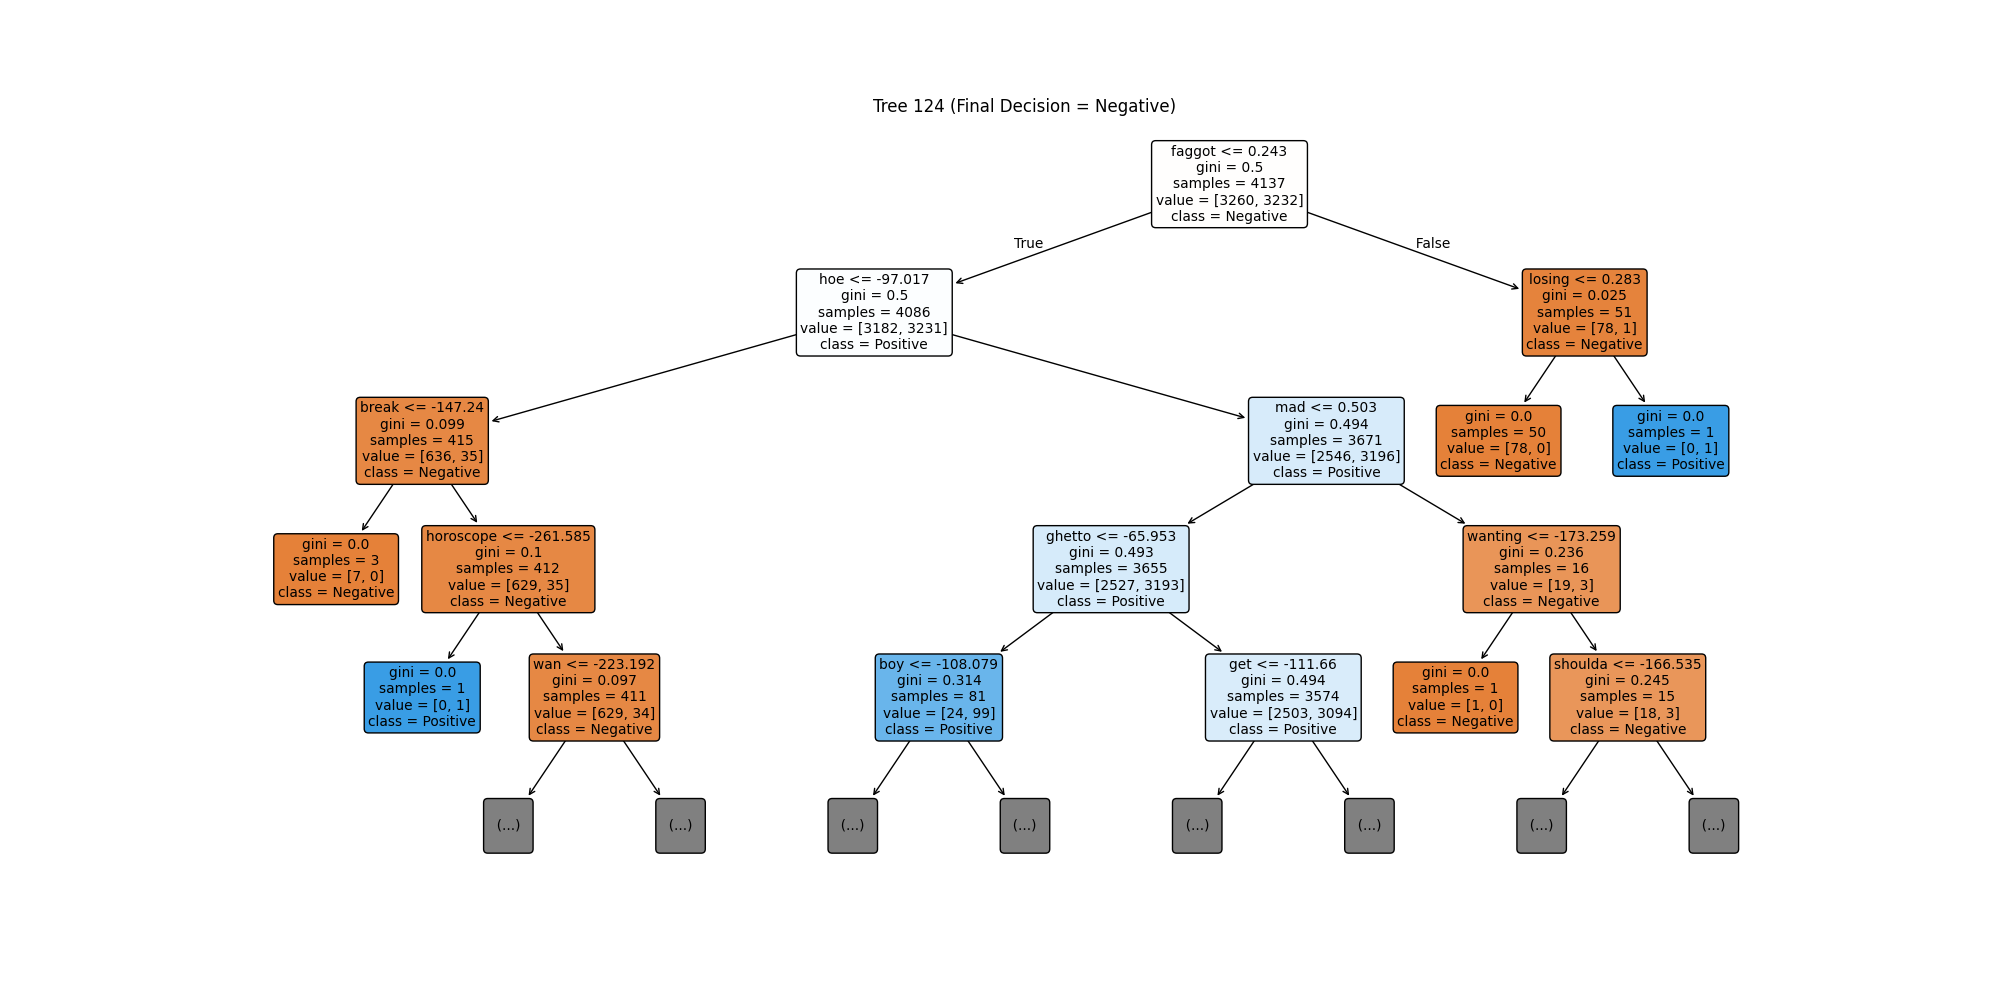 Tree 124 (Final Decision = Negative)
faggot <= 0.243
gini = 0.5
samples = 4137
value = [3260, 3232]
class = Negative
True
False
hoe <= -97.017
gini = 0.5
samples = 4086
value = [3182, 3231]
class = Positive
losing <= 0.283
gini = 0.025
samples = 51
value = [78, 1]
class = Negative
break <= -147.24
gini = 0.099
samples = 415
value = [636, 35]
class = Negative
mad <= 0.503
gini = 0.494
samples = 3671
value = [2546, 3196]
class = Positive
gini = 0.0
samples = 50
value = [78, 0]
class = Negative
gini = 0.0
samples = 1
value = [0, 1]
class = Positive
gini = 0.0
samples = 3
value = [7, 0]
class = Negative
horoscope <= -261.585
gini = 0.1
samples = 412
value = [629, 35]
class = Negative
ghetto <= -65.953
gini = 0.493
samples = 3655
value = [2527, 3193]
class = Positive
wanting <= -173.259
gini = 0.236
samples = 16
value = [19, 3]
class = Negative
gini = 0.0
samples = 1
value = [0, 1]
class = Positive
wan <= -223.192
gini = 0.097
samples = 411
value = [629, 34]
class = Negative
boy <= -108.079
gini = 0.314
samples = 81
value = [24, 99]
class = Positive
get <= -111.66
gini = 0.494
samples = 3574
value = [2503, 3094]
class = Positive
gini = 0.0
samples = 1
value = [1, 0]
class = Negative
shoulda <= -166.535
gini = 0.245
samples = 15
value = [18, 3]
class = Negative
(...)
(...)
(...)
(...)
(...)
(...)
(...)
(...)